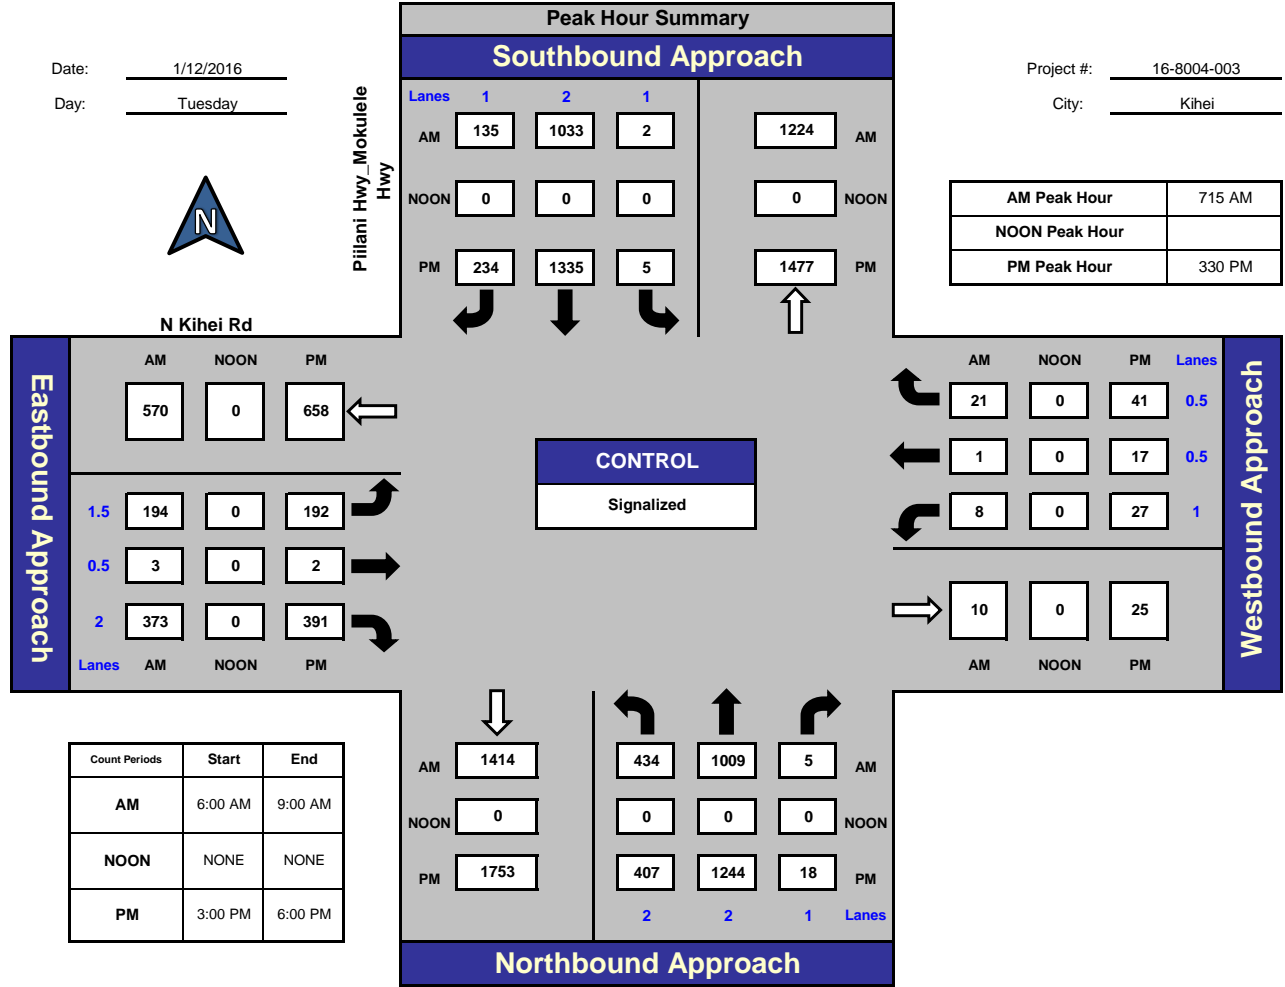 Peak Hour Summary
Southbound Approach
Date: 1/12/2016
Day: Tuesday
Project #: 16-8004-003
City: Kihei
Piilani Hwy_Mokulele
Hwy
N
N Kihei Rd
Lanes 1 2 1
AM 135 1033 2 1224 AM
NOON 0 0 0 0 NOON
PM 234 1335 5 1477 PM
AM Peak Hour 715 AM
NOON Peak Hour
PM Peak Hour 330 PM
Eastbound Approach
AM NOON PM
570 0 658
1.5 194 0 192
0.5 3 0 2
2 373 0 391
Lanes AM NOON PM
CONTROL
Signalized
AM NOON PM Lanes
21 0 41 0.5
1 0 17 0.5
8 0 27 1
10 0 25
AM NOON PM
Westbound Approach
Count Periods Start End
AM 6:00 AM 9:00 AM
NOON NONE NONE
PM 3:00 PM 6:00 PM
AM 1414 434 1009 5 AM
NOON 0 0 0 0 NOON
PM 1753 407 1244 18 PM
2 2 1 Lanes
Northbound Approach